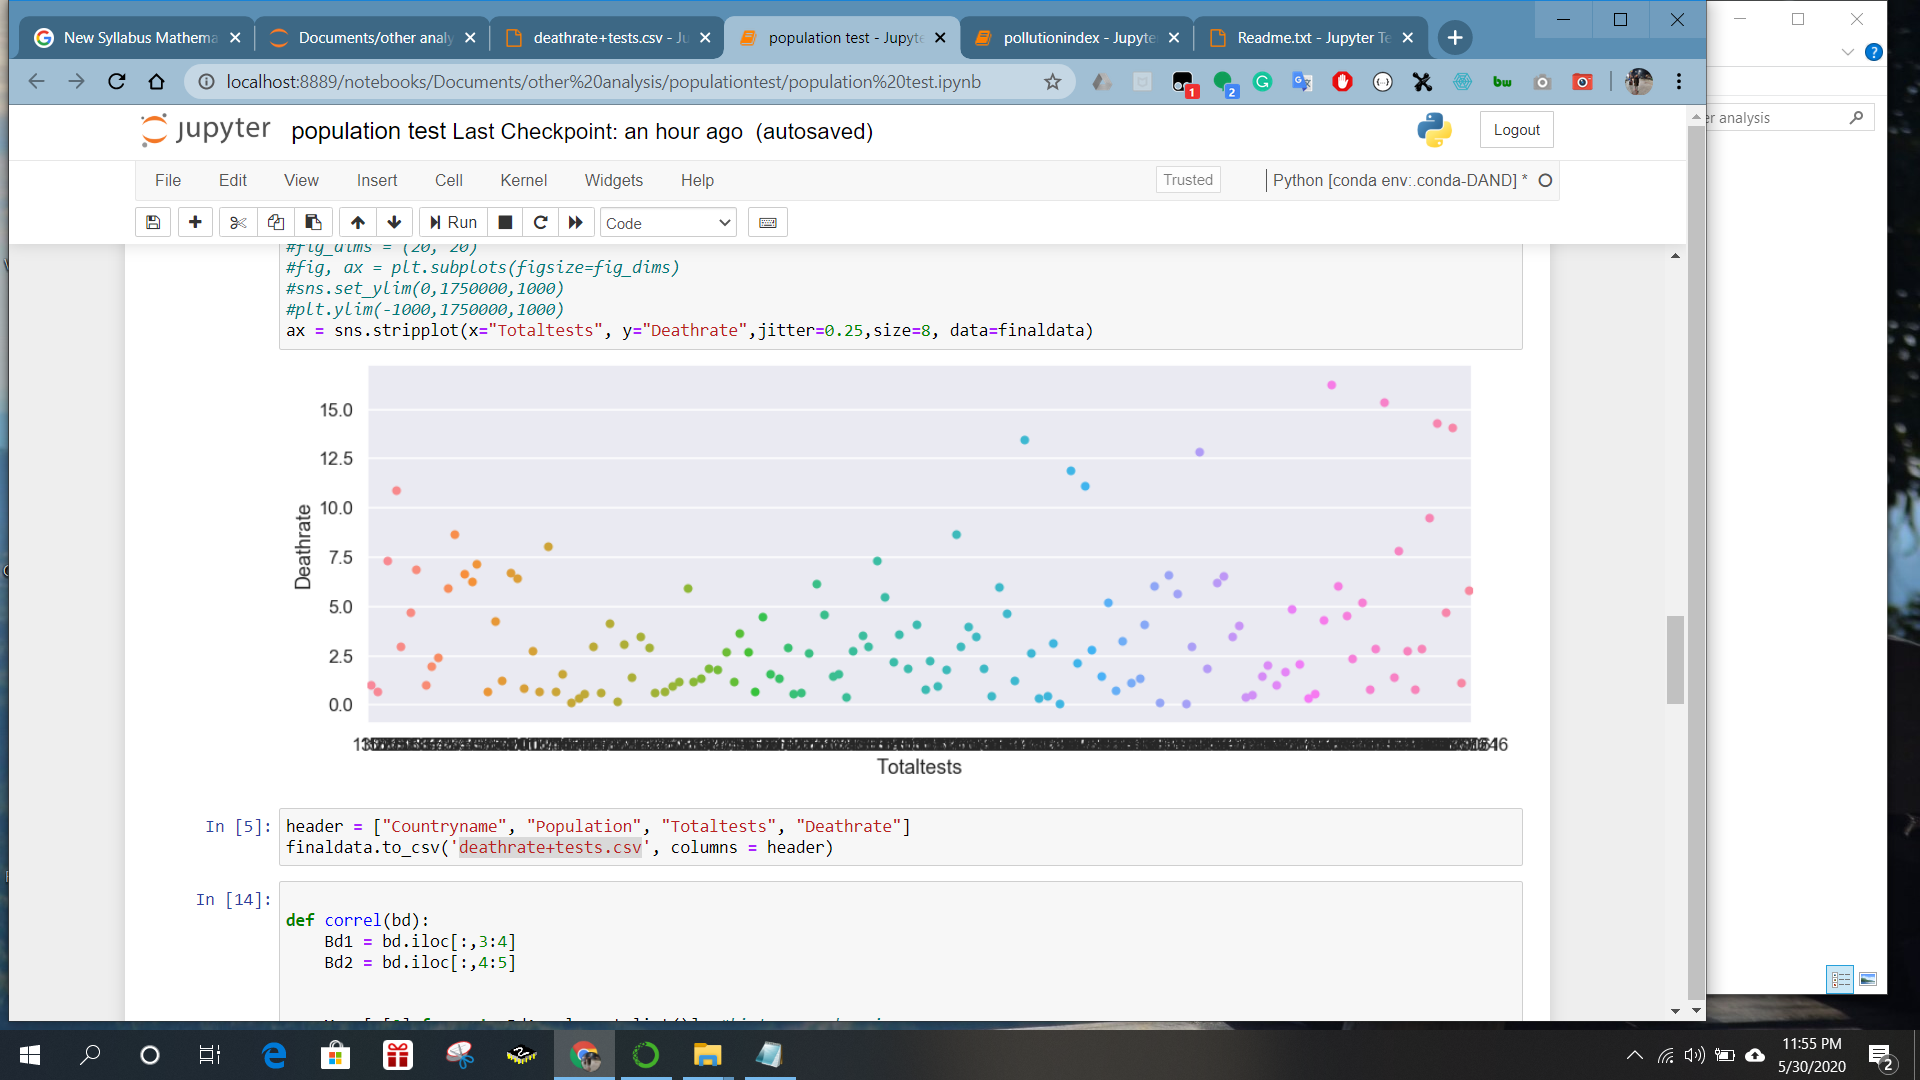 New Syllabus Mathema
Documents/other analy
deathrate+tests.csv - Ju
population test - Jupyte
pollutionindex - Jupyte
Readme.txt - Jupyter Te
localhost:8889/notebooks/Documents/other%20analysis/populationtest/population%20test.ipynb
1
2
bw
analysis
jupyter
population test Last Checkpoint: an hour ago (autosaved)
Logout
File Edit View Insert Cell Kernel Widgets Help
Trusted
Python [conda env:.conda-DAND] *
Run
Code
#fig_dims = (20, 20)
#fig, ax = plt.subplots(figsize=fig_dims)
#sns.set_ylim(0,1750000,1000)
#plt.ylim(-1000,1750000,1000)
ax = sns.stripplot(x="Totaltests", y="Deathrate",jitter=0.25,size=8, data=finaldata)
15.0
12.5
10.0
7.5
5.0
2.5
0.0
Deathrate
Totaltests
In [5]:
header = ["Countryname", "Population", "Totaltests", "Deathrate"]
finaldata.to_csv('deathrate+tests.csv', columns = header)
In [14]:
def correl(bd):
Bd1 = bd.iloc[:,3:4]
Bd2 = bd.iloc[:,4:5]
11:55 PM
5/30/2020
2